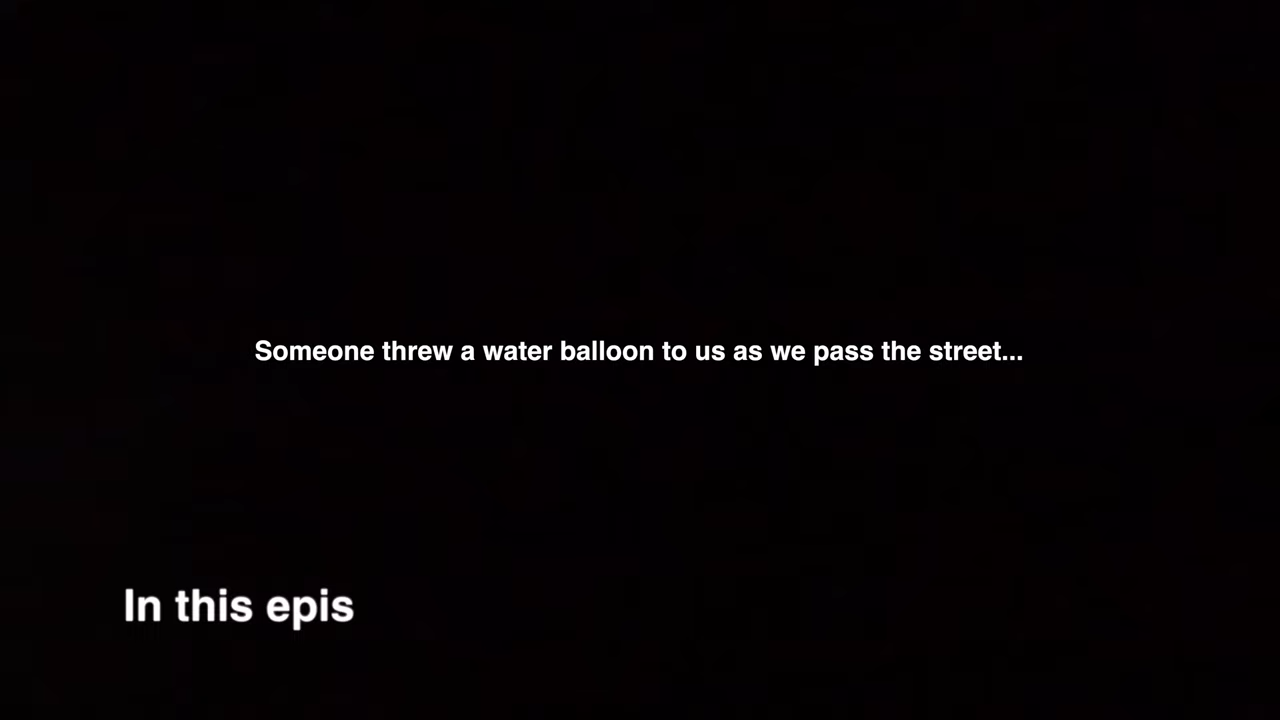 Someone threw a water balloon to us as we pass the street...
In this epis